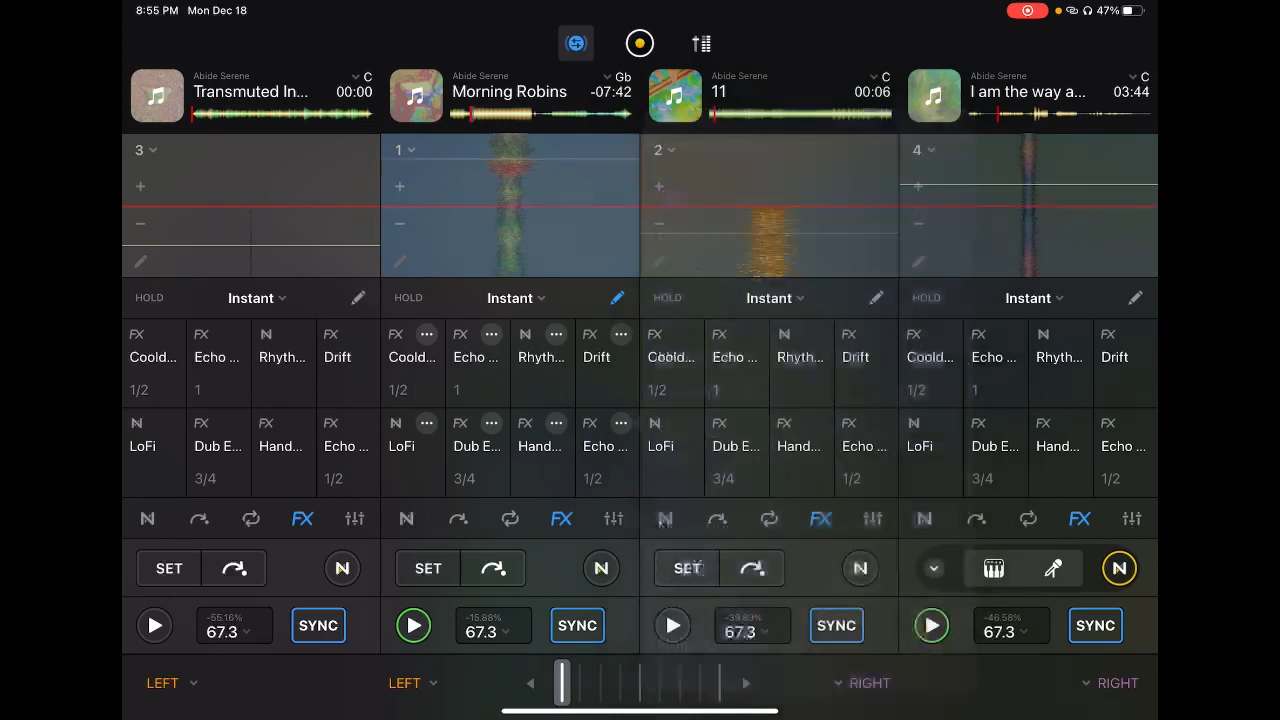 8:55 PM Mon Dec 18 47%
Abide Serene C Abide Serene Gb Abide Serene C Abide Serene C
Transmuted In... 00:00 Morning Robins -07:42 11 00:06 I am the way a... 03:44
3 1 2 4
HOLD Instant HOLD Instant HOLD Instant HOLD Instant
FX FX N FX FX FX N FX FX FX N FX FX FX N FX
Coold... Echo ... Rhyth... Drift Coold... Echo ... Rhyth... Drift Coold... Echo ... Rhyth... Drift Coold... Echo ... Rhyth... Drift
1/2 1 1/2 1 1/2 1 1/2 1
N FX FX FX N FX FX FX N FX FX FX N FX FX FX
LoFi Dub E... Hand... Echo ... LoFi Dub E... Hand... Echo ... LoFi Dub E... Hand... Echo ... LoFi Dub E... Hand... Echo ...
3/4 1/2 3/4 1/2 3/4 1/2 3/4 1/2
N FX N FX N FX N FX
SET N SET N SET N N
-55.16% -15.88% -39.89% -46.58%
67.3 SYNC 67.3 SYNC 67.3 SYNC 67.3 SYNC
LEFT LEFT RIGHT RIGHT